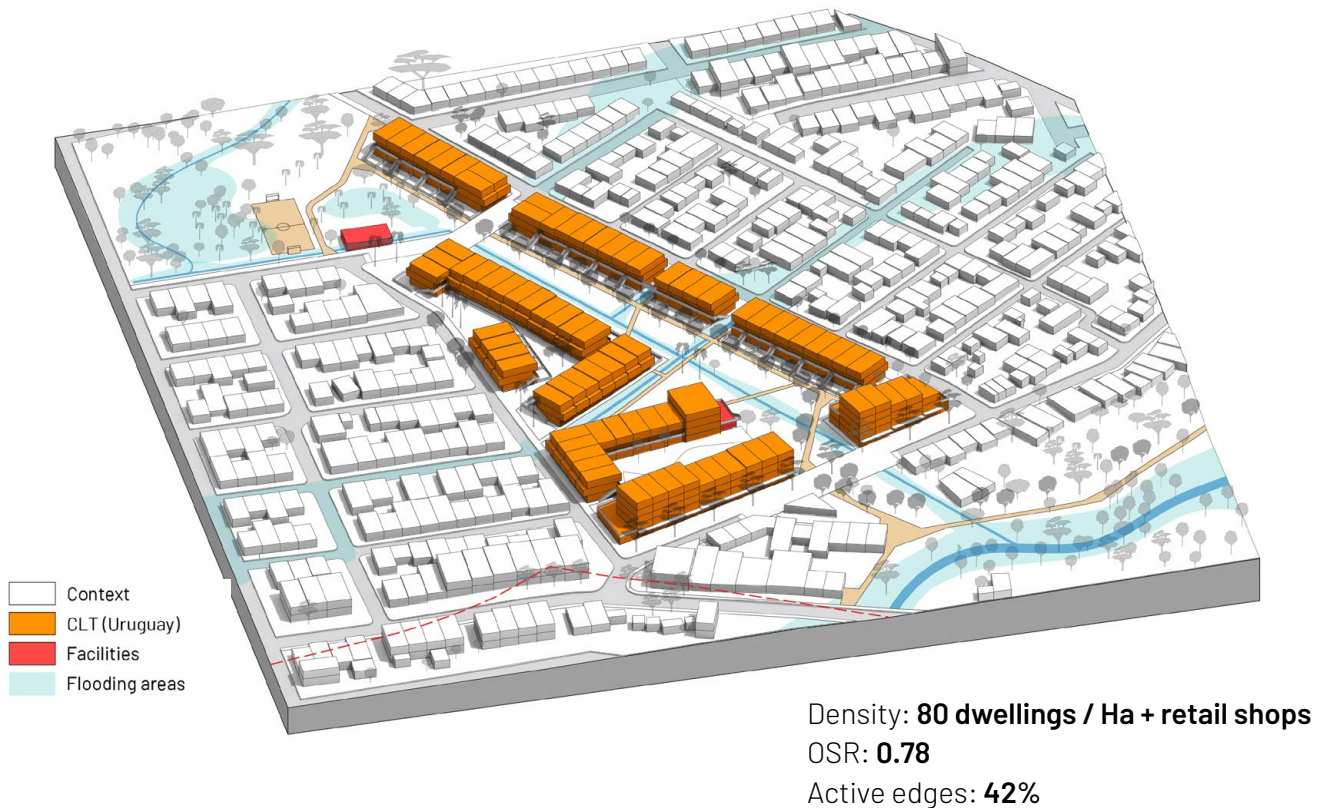 Context
CLT (Uruguay)
Facilities
Flooding areas
Density: 80 dwellings / Ha + retail shops
OSR: 0.78
Active edges: 42%